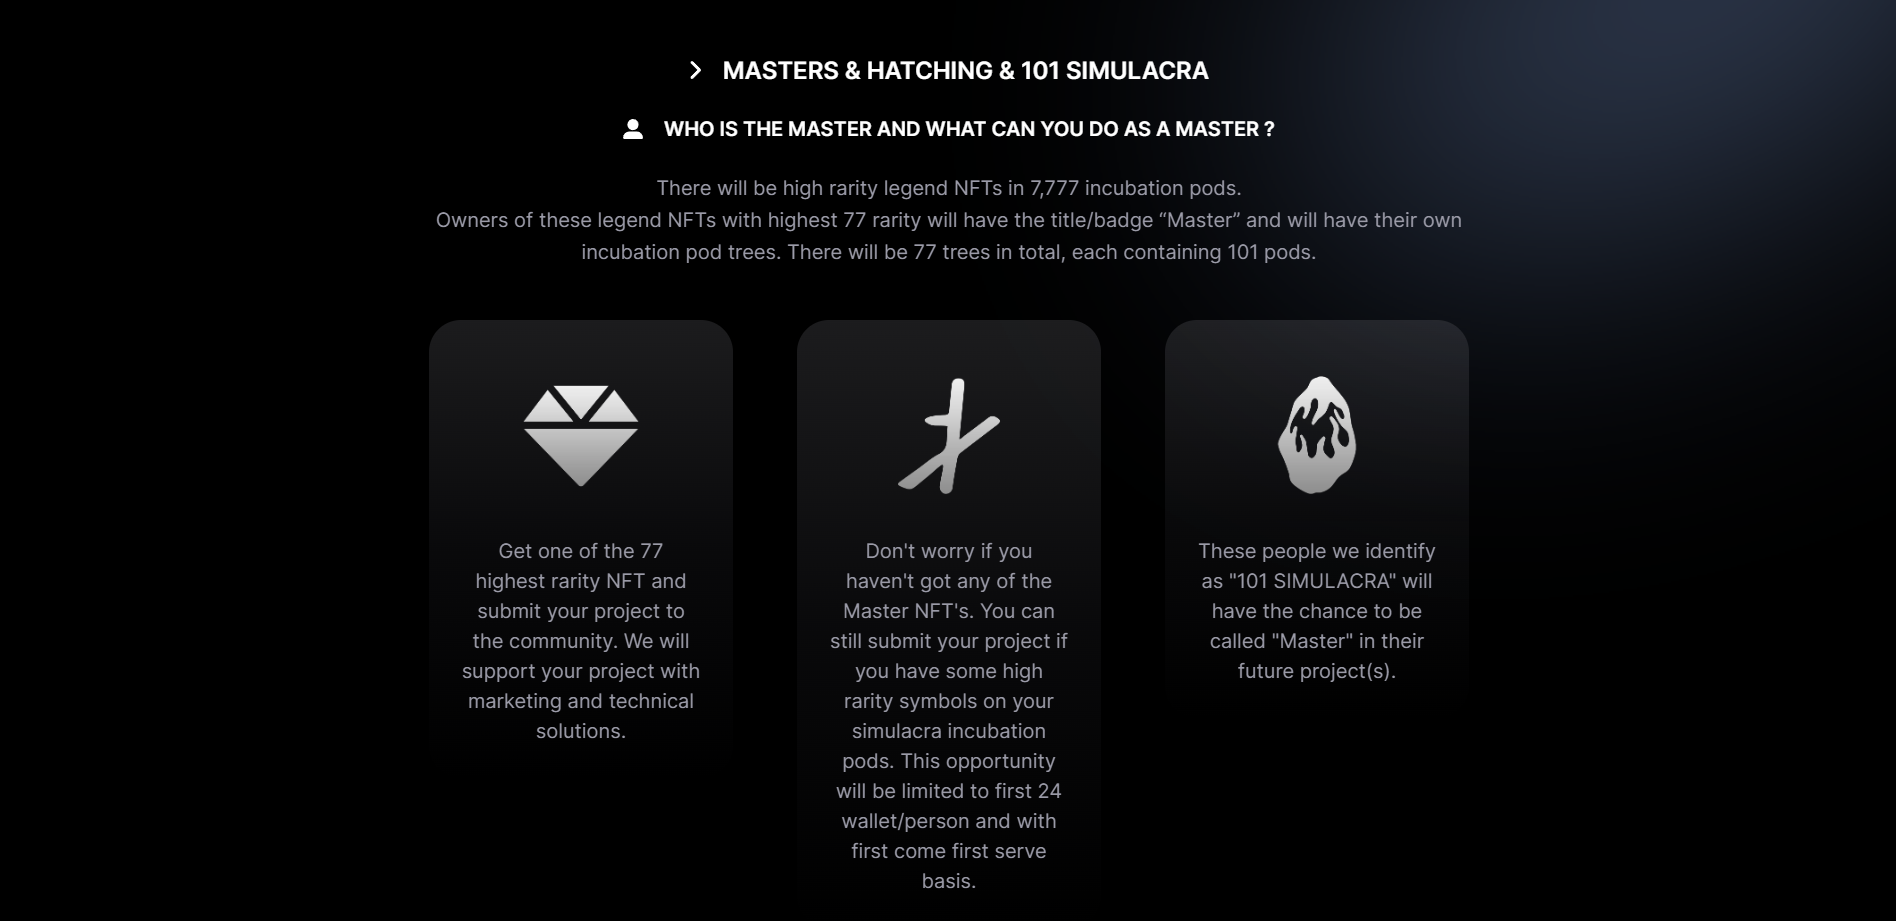 MASTERS & HATCHING & 101 SIMULACRA
WHO IS THE MASTER AND WHAT CAN YOU DO AS A MASTER ?
There will be high rarity legend NFTs in 7,777 incubation pods.
Owners of these legend NFTs with highest 77 rarity will have the title/badge “Master” and will have their own
incubation pod trees. There will be 77 trees in total, each containing 101 pods.
Get one of the 77
highest rarity NFT and
submit your project to
the community. We will
support your project with
marketing and technical
solutions.
Don't worry if you
haven't got any of the
Master NFT's. You can
still submit your project if
you have some high
rarity symbols on your
simulacra incubation
pods. This opportunity
will be limited to first 24
wallet/person and with
first come first serve
basis.
These people we identify
as "101 SIMULACRA" will
have the chance to be
called "Master" in their
future project(s).